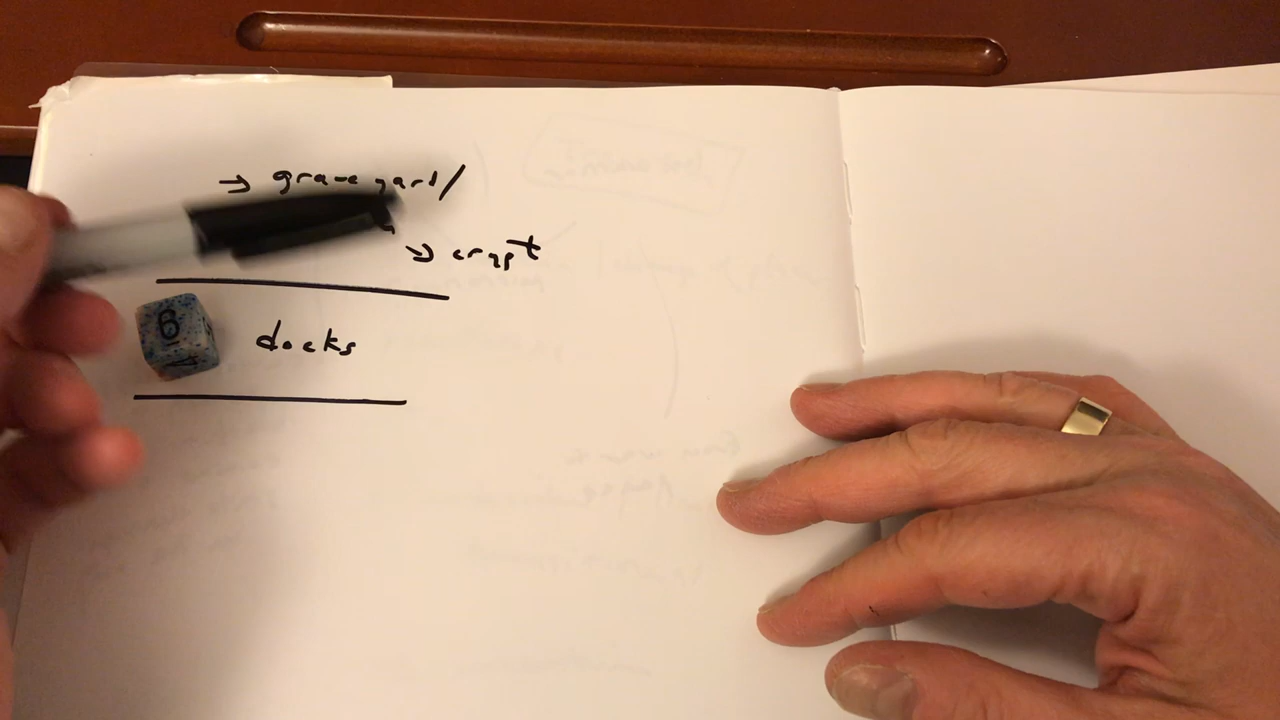 → graveyard/
→ crypt
6 docks